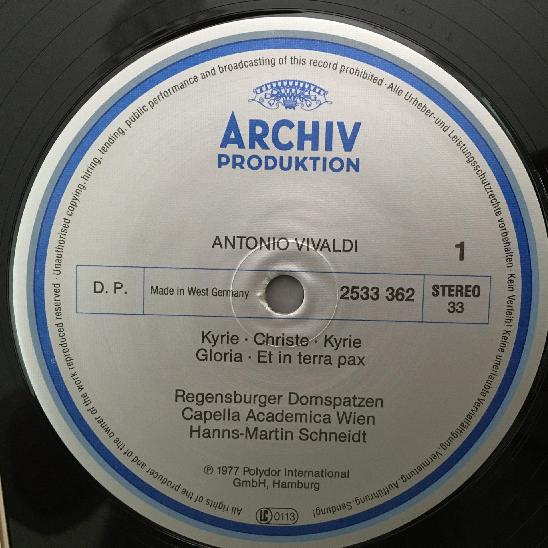 All rights of the producer and of the owner of the work reproduced reserved · Unauthorised copying, hiring, lending, public performance and broadcasting of this record prohibited · Alle Urheber- und Leistungsschutzrechte vorbehalten · Kein Verleih! Keine unerlaubte Vervielfältigung, Vermietung, Aufführung, Sendung!
ARCHIV
PRODUKTION
ANTONIO VIVALDI
1
D. P. Made in West Germany 2533 362 STEREO
33
Kyrie · Christe · Kyrie
Gloria · Et in terra pax
Regensburger Domspatzen
Capella Academica Wien
Hanns-Martin Schneidt
℗ 1977 Polydor International
GmbH, Hamburg
LC 0113